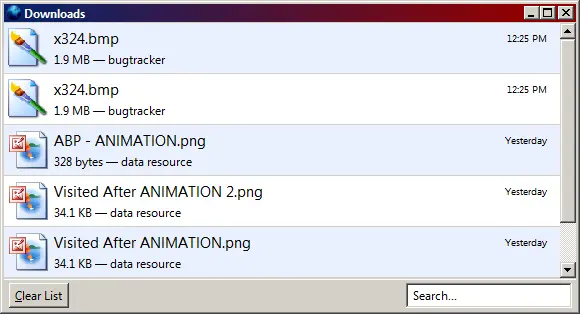 Downloads
x324.bmp 12:25 PM
1.9 MB — bugtracker
x324.bmp 12:25 PM
1.9 MB — bugtracker
ABP - ANIMATION.png Yesterday
328 bytes — data resource
Visited After ANIMATION 2.png Yesterday
34.1 KB — data resource
Visited After ANIMATION.png Yesterday
34.1 KB — data resource
Clear List Search...